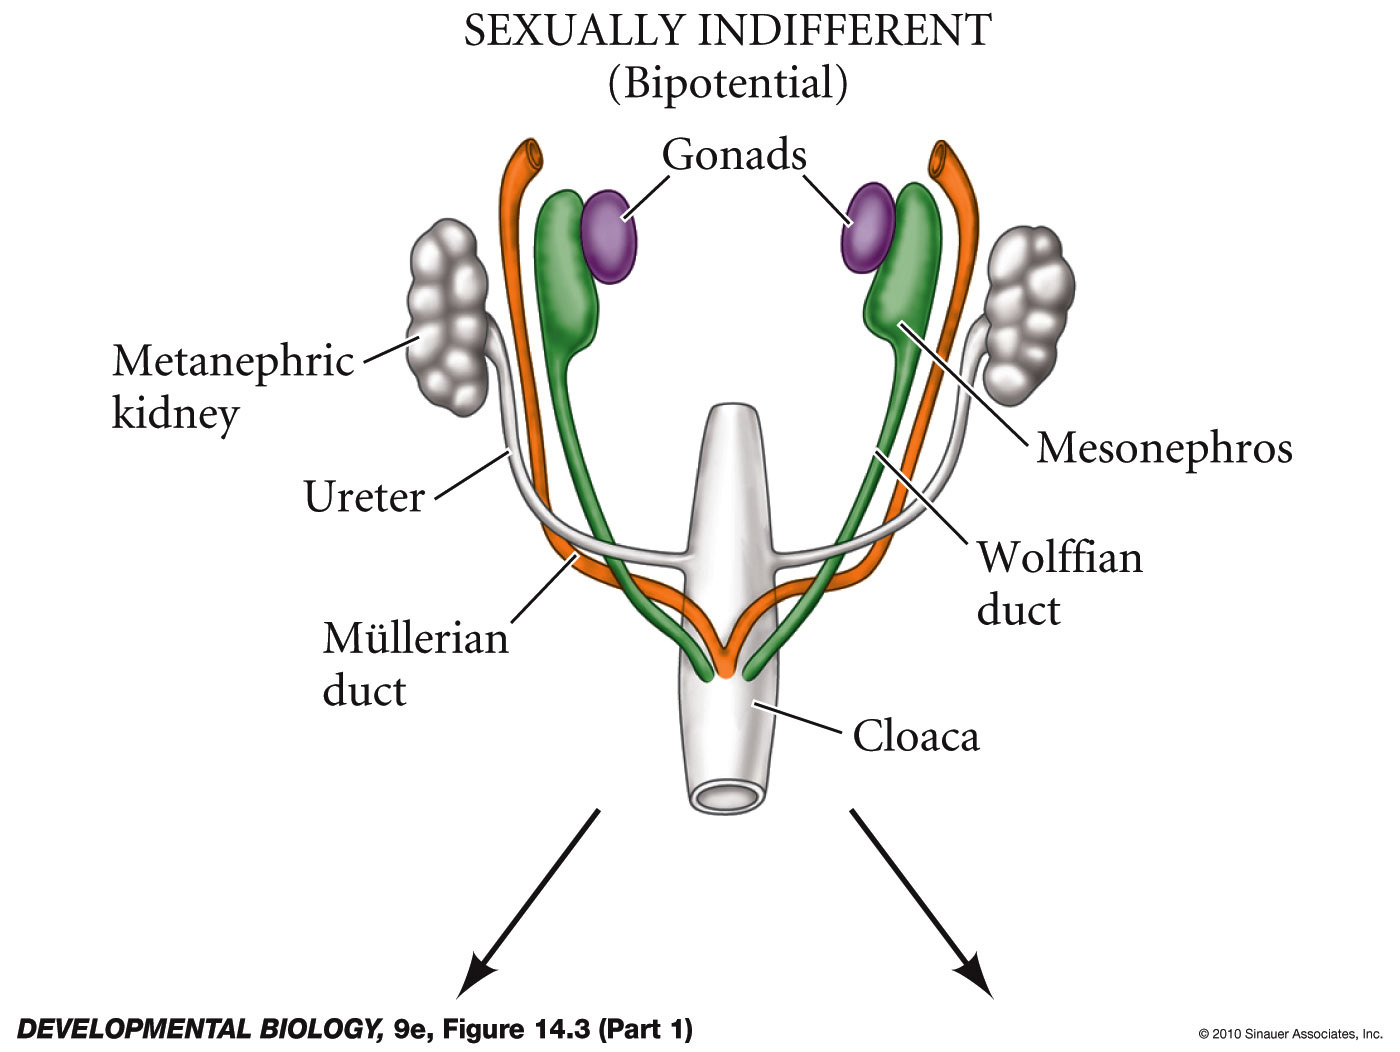 SEXUALLY INDIFFERENT
(Bipotential)
Gonads
Metanephric
kidney
Mesonephros
Ureter
Wolffian
duct
Müllerian
duct
Cloaca
DEVELOPMENTAL BIOLOGY, 9e, Figure 14.3 (Part 1)
© 2010 Sinauer Associates, Inc.